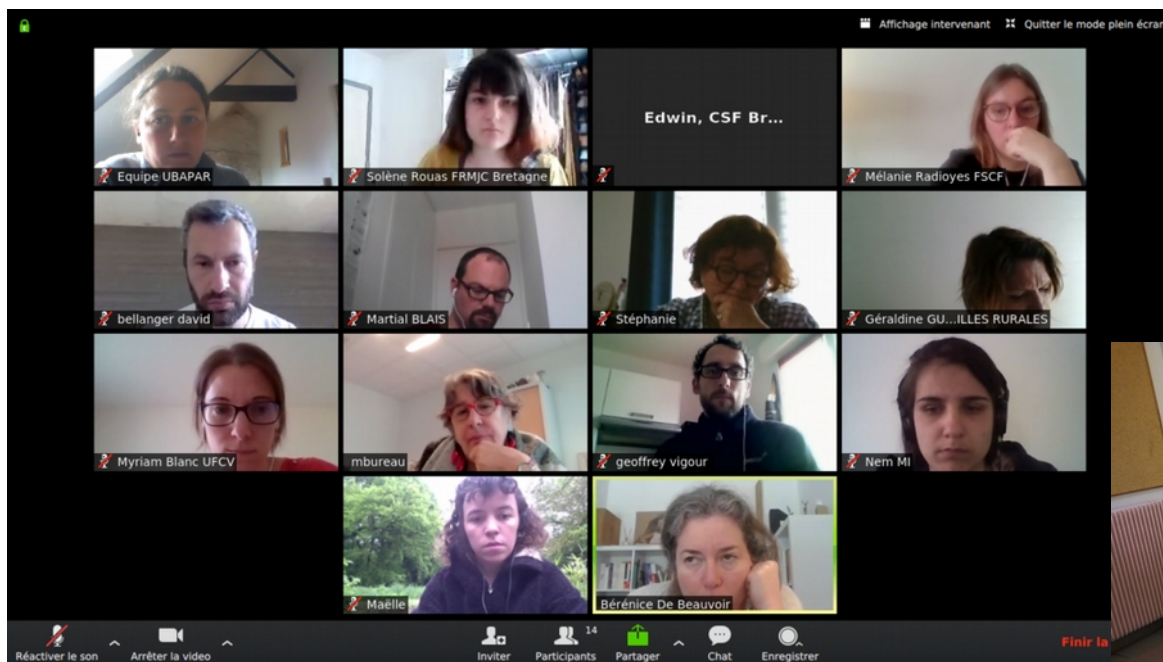 Affichage intervenant Quitter le mode plein écran
Equipe UBAPAR
Solène Rouas FRMJC Bretagne
Edwin, CSF Br...
Mélanie Radioyes FSCF
bellanger david
Martial BLAIS
Stéphanie
Géraldine GU...ILLES RURALES
Myriam Blanc UFCV
mbureau
geoffrey vigour
Nem MI
Maëlle
Bérénice De Beauvoir
Réactiver le son Arrêter la video Inviter Participants 14 Partager Chat Enregistrer Finir la